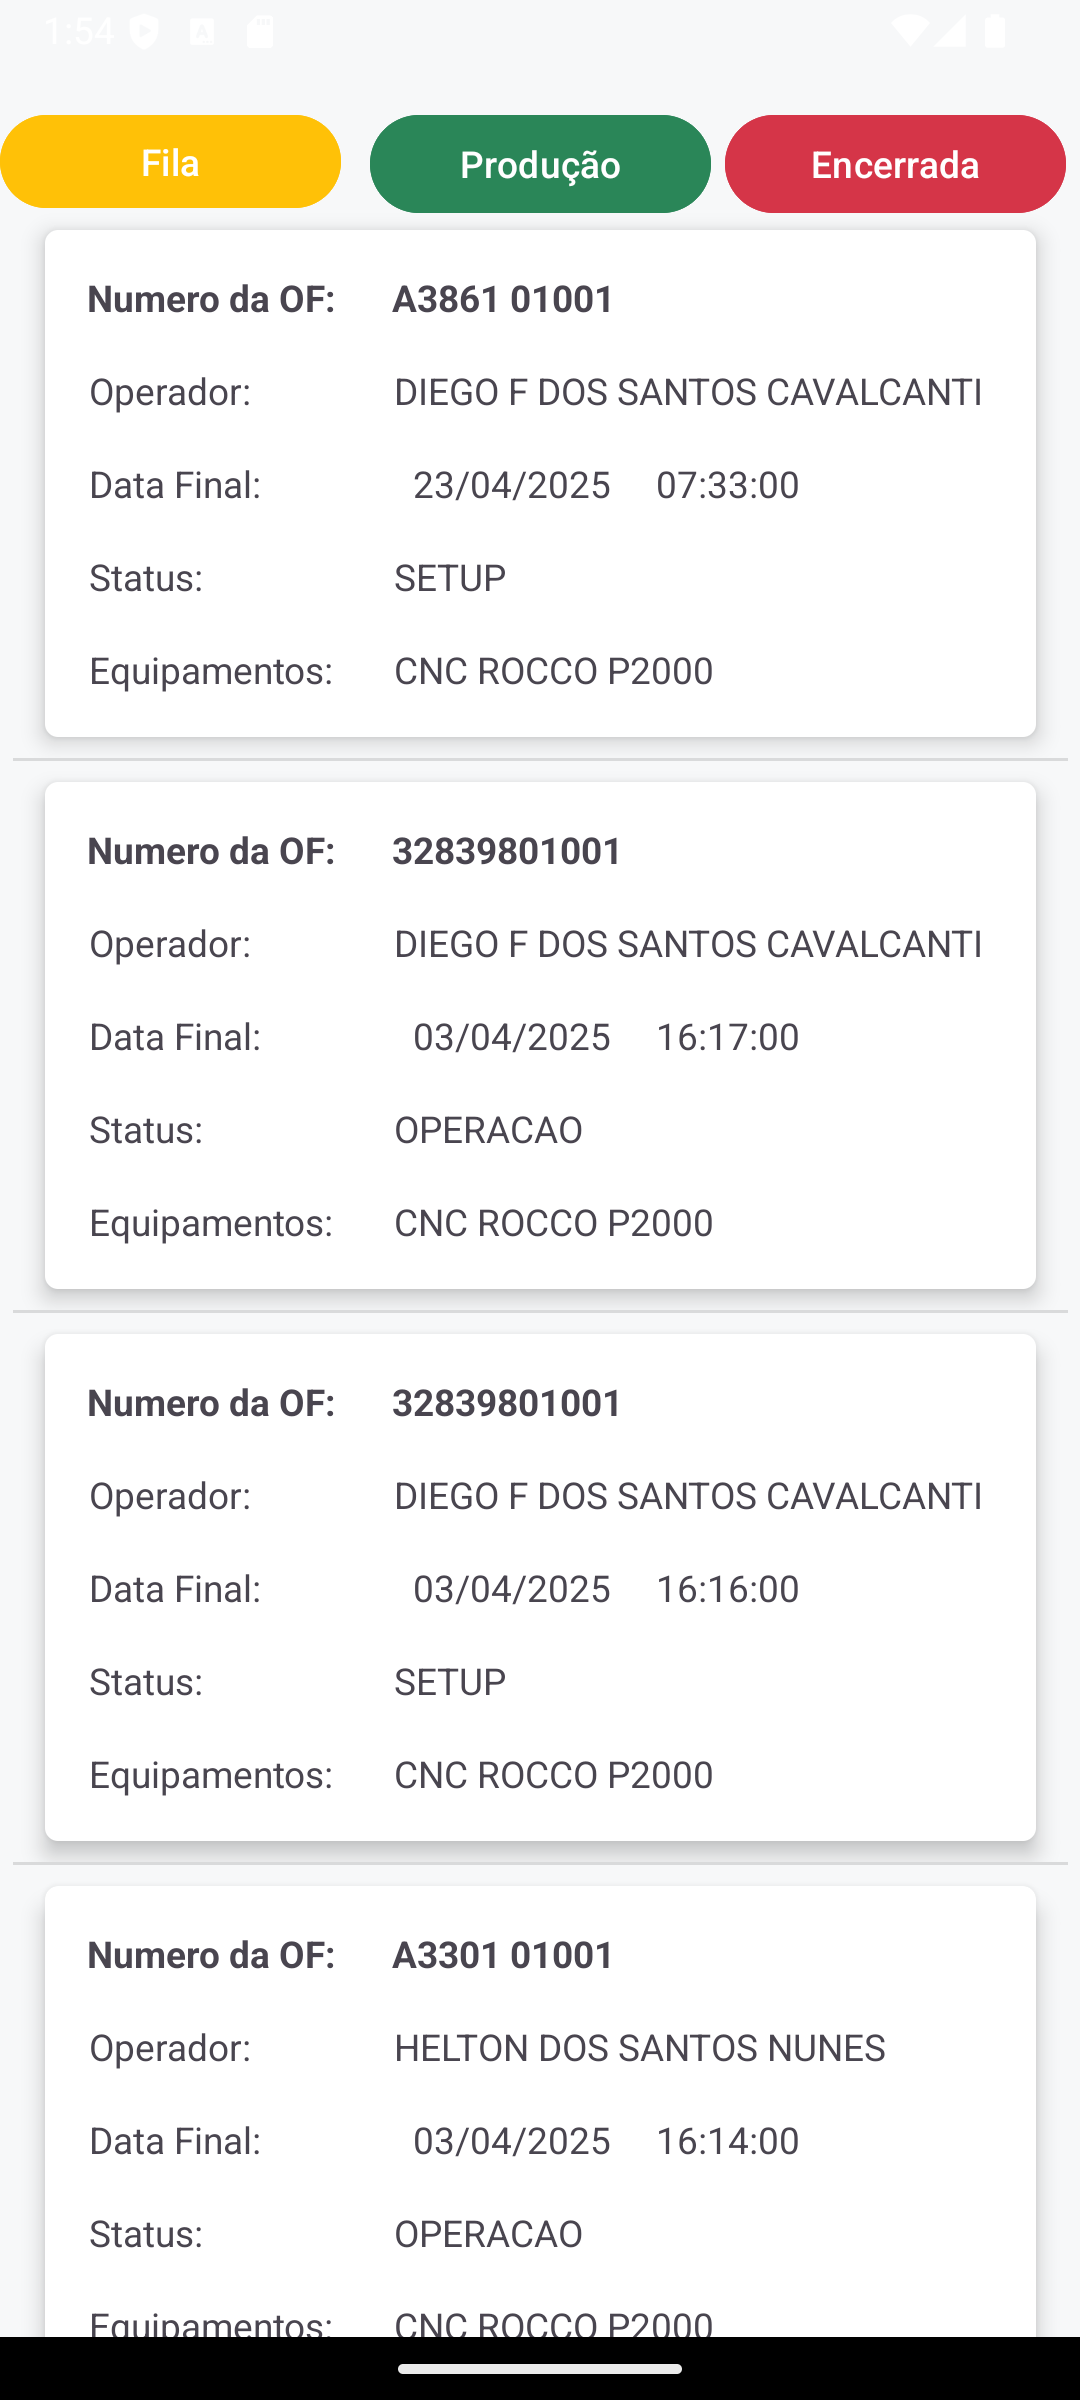 1:54
Fila Produção Encerrada
Numero da OF: A3861 01001
Operador: DIEGO F DOS SANTOS CAVALCANTI
Data Final: 23/04/2025 07:33:00
Status: SETUP
Equipamentos: CNC ROCCO P2000
Numero da OF: 32839801001
Operador: DIEGO F DOS SANTOS CAVALCANTI
Data Final: 03/04/2025 16:17:00
Status: OPERACAO
Equipamentos: CNC ROCCO P2000
Numero da OF: 32839801001
Operador: DIEGO F DOS SANTOS CAVALCANTI
Data Final: 03/04/2025 16:16:00
Status: SETUP
Equipamentos: CNC ROCCO P2000
Numero da OF: A3301 01001
Operador: HELTON DOS SANTOS NUNES
Data Final: 03/04/2025 16:14:00
Status: OPERACAO
Equipamentos: CNC ROCCO P2000